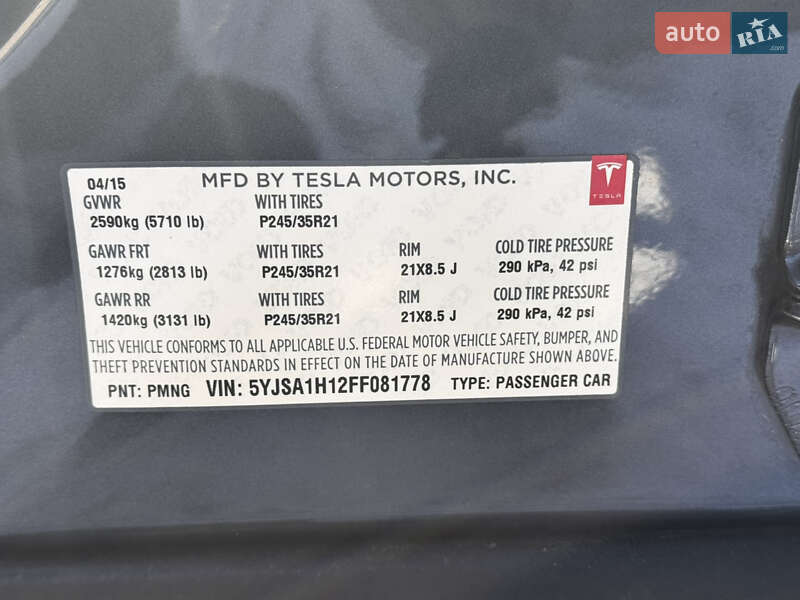 auto RIA .com
04/15 MFD BY TESLA MOTORS, INC.
TESLA
GVWR WITH TIRES
2590kg (5710 lb) P245/35R21
GAWR FRT WITH TIRES RIM COLD TIRE PRESSURE
1276kg (2813 lb) P245/35R21 21X8.5 J 290 kPa, 42 psi
GAWR RR WITH TIRES RIM COLD TIRE PRESSURE
1420kg (3131 lb) P245/35R21 21X8.5 J 290 kPa, 42 psi
THIS VEHICLE CONFORMS TO ALL APPLICABLE U.S. FEDERAL MOTOR VEHICLE SAFETY, BUMPER, AND
THEFT PREVENTION STANDARDS IN EFFECT ON THE DATE OF MANUFACTURE SHOWN ABOVE.
PNT: PMNG VIN: 5YJSA1H12FF081778 TYPE: PASSENGER CAR